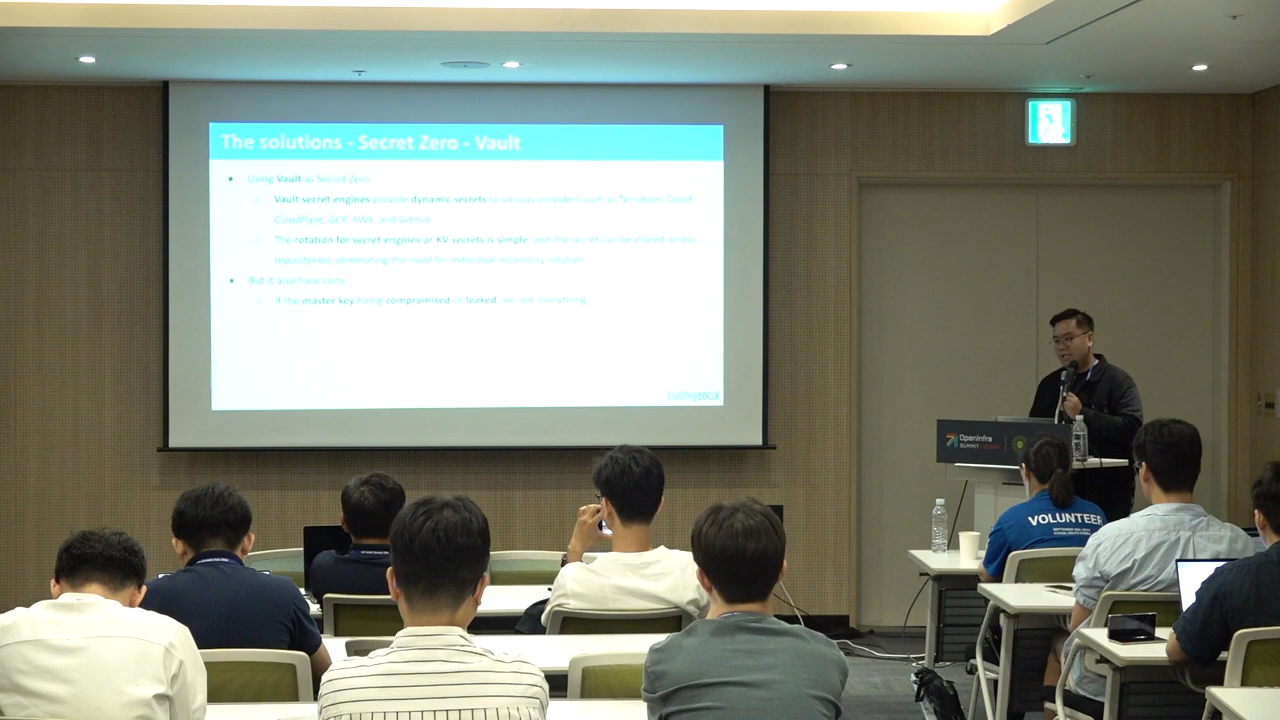 The solutions - Secret Zero - Vault
Using Vault as Secret Zero:
Vault secret engines provide dynamic secrets to various providers such as Terraform Cloud,
Cloudflare, GCP, AWS, and GitHub
The rotation for secret engines or KV secrets is simple, and the secret can be shared across
repositories, eliminating the need for individual repository rotation
But it also have cons:
If the master key being compromised or leaked, we lost everything
trustingsocial
OpenInfra
SUMMIT
VOLUNTEER